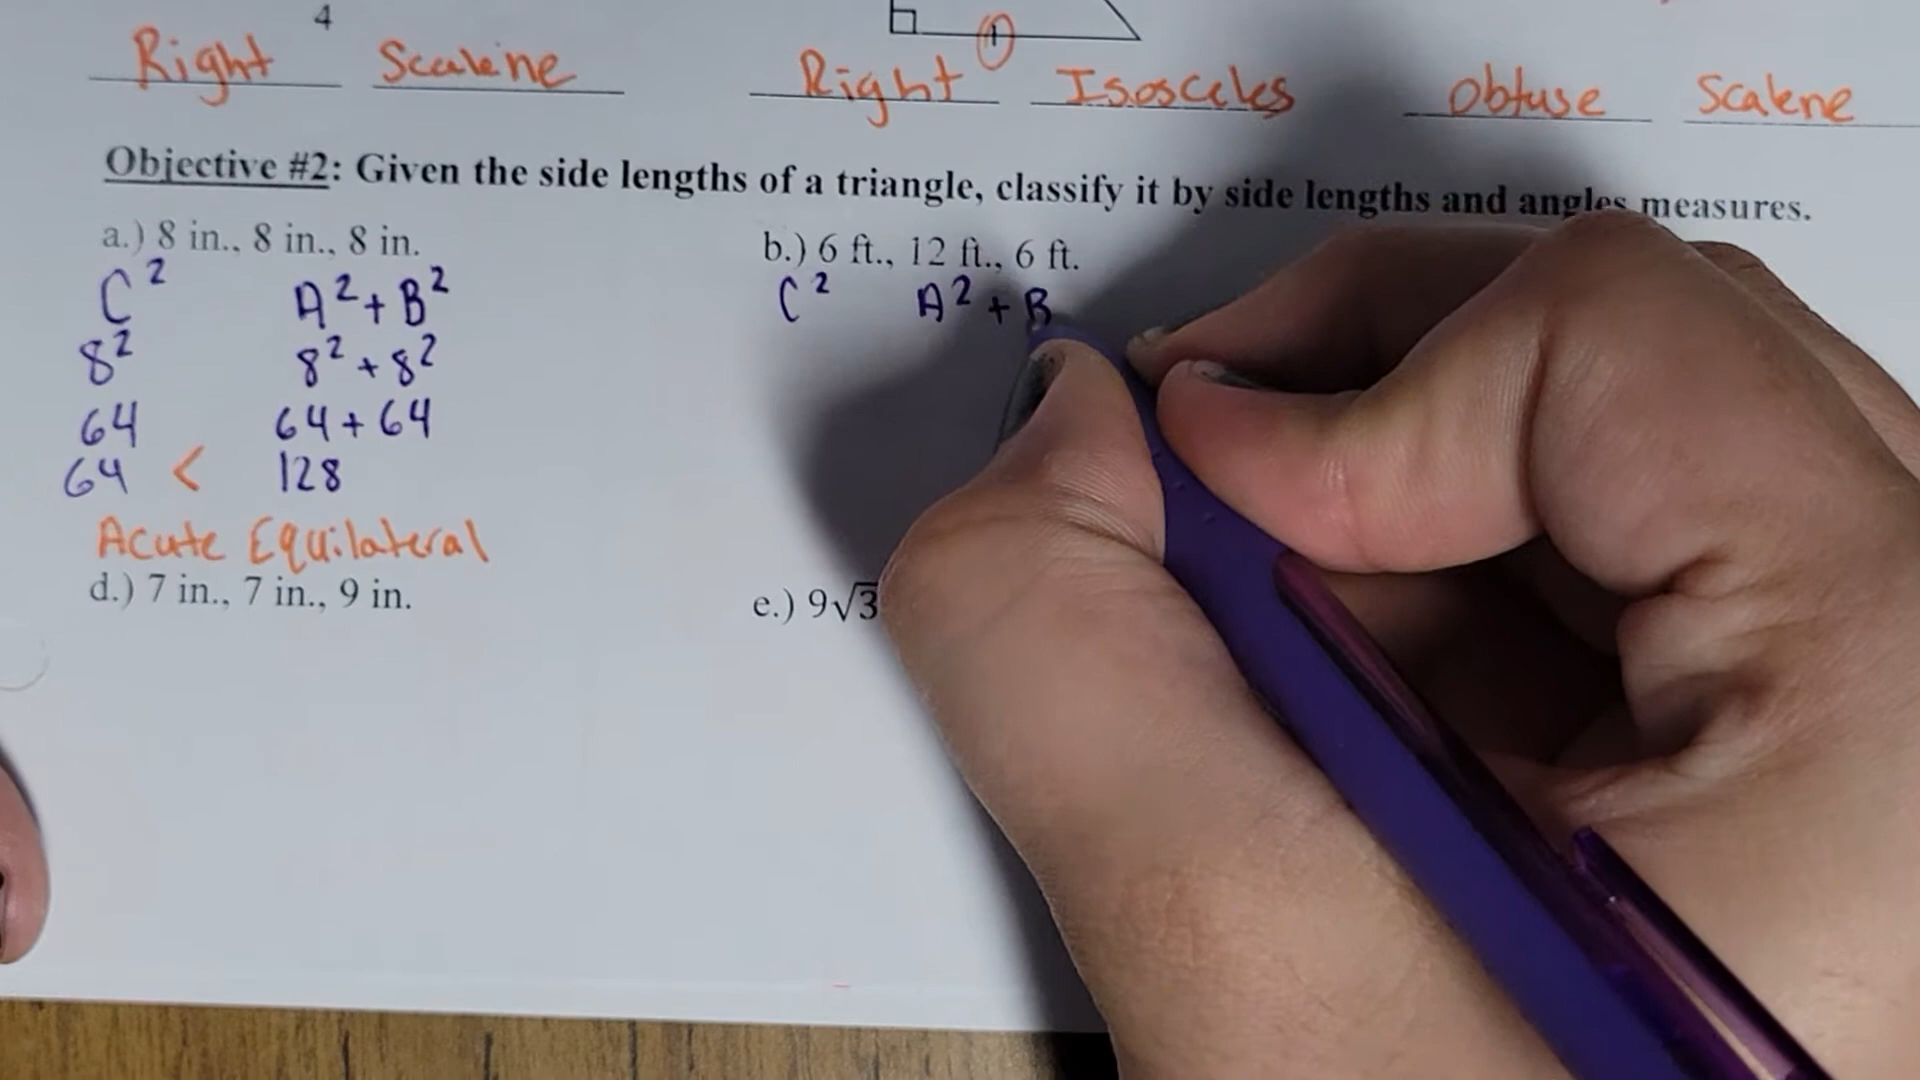 4
Right Scalene 1 Right Isosceles Obtuse Scalene
Objective #2: Given the side lengths of a triangle, classify it by side lengths and angles measures.
a.) 8 in., 8 in., 8 in. b.) 6 ft., 12 ft., 6 ft.
C² A² + B² C² A² + B
8² 8² + 8²
64 64 + 64
64 < 128
Acute Equilateral
d.) 7 in., 7 in., 9 in. e.) 9√3